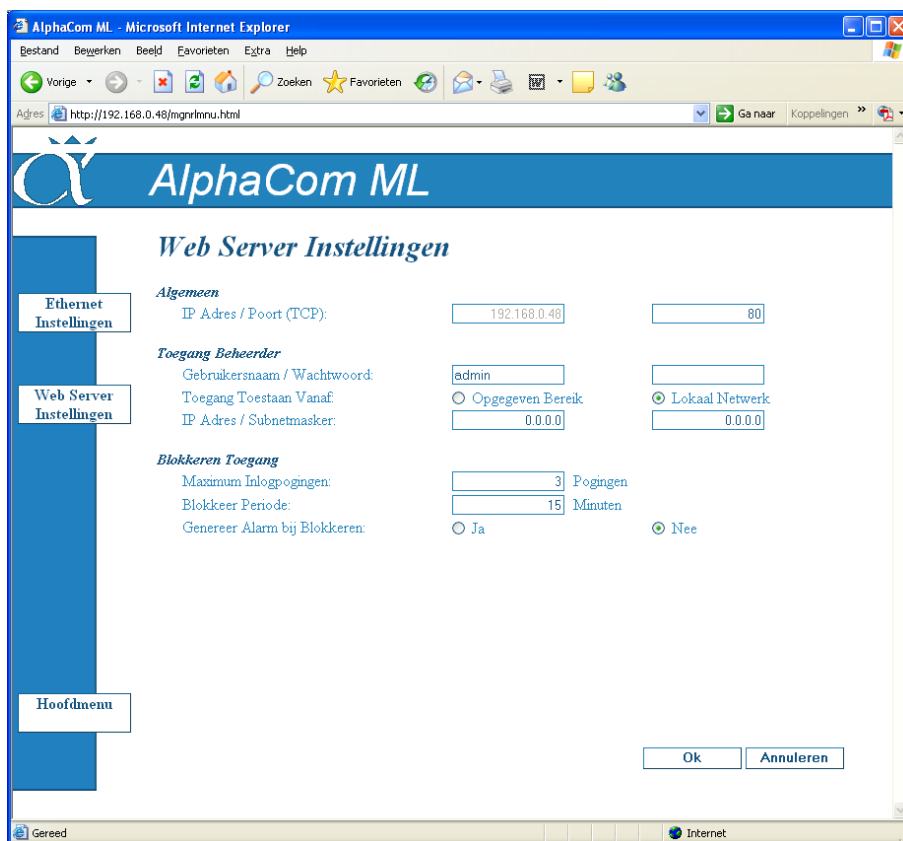 AlphaCom ML - Microsoft Internet Explorer
Bestand Bewerken Beeld Favorieten Extra Help
Vorige Zoeken Favorieten
Adres http://192.168.0.48/mgnrlmnu.html Ga naar Koppelingen »
AlphaCom ML
Web Server Instellingen
Algemeen
IP Adres / Poort (TCP): 192.168.0.48 80
Ethernet
Instellingen
Toegang Beheerder
Gebruikersnaam / Wachtwoord: admin
Toegang Toestaan Vanaf: Opgegeven Bereik Lokaal Netwerk
IP Adres / Subnetmasker: 0.0.0.0 0.0.0.0
Web Server
Instellingen
Blokkeren Toegang
Maximum Inlogpogingen: 3 Pogingen
Blokkeer Periode: 15 Minuten
Genereer Alarm bij Blokkeren: Ja Nee
Hoofdmenu
Ok Annuleren
Gereed Internet